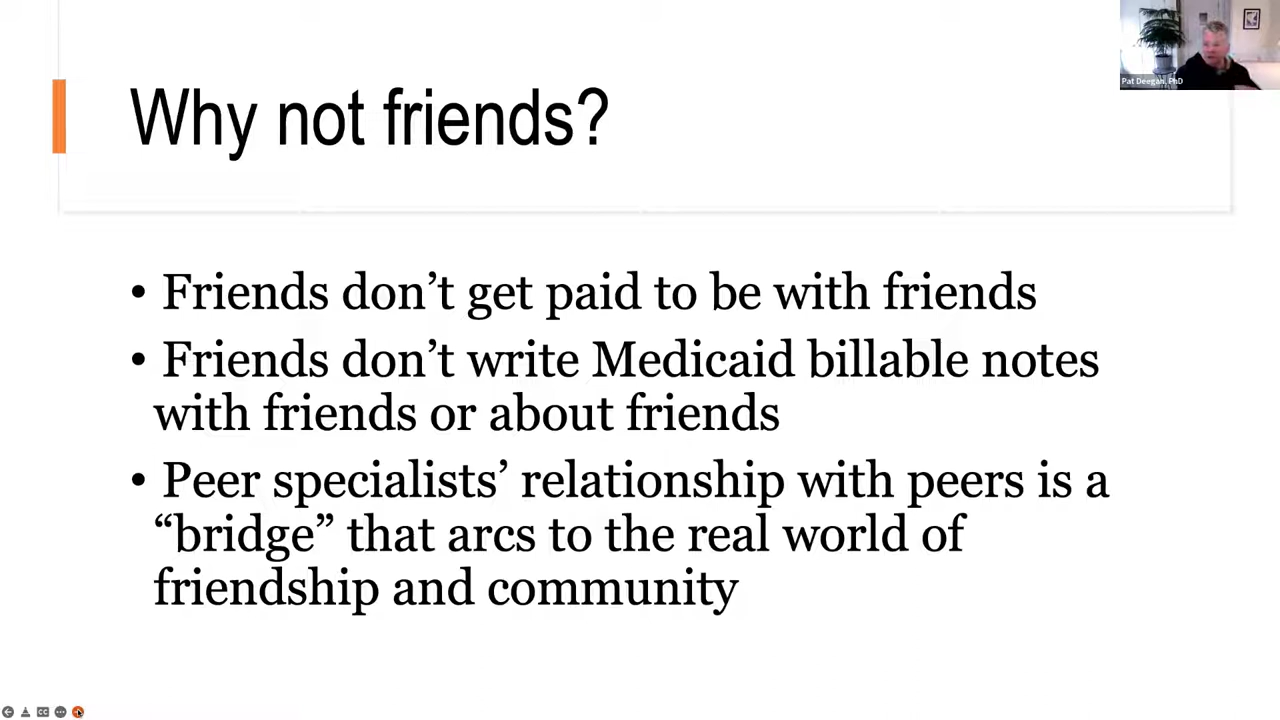 Why not friends?
Pat Deegan, PhD
• Friends don’t get paid to be with friends
• Friends don’t write Medicaid billable notes
with friends or about friends
• Peer specialists’ relationship with peers is a
“bridge” that arcs to the real world of
friendship and community
CC